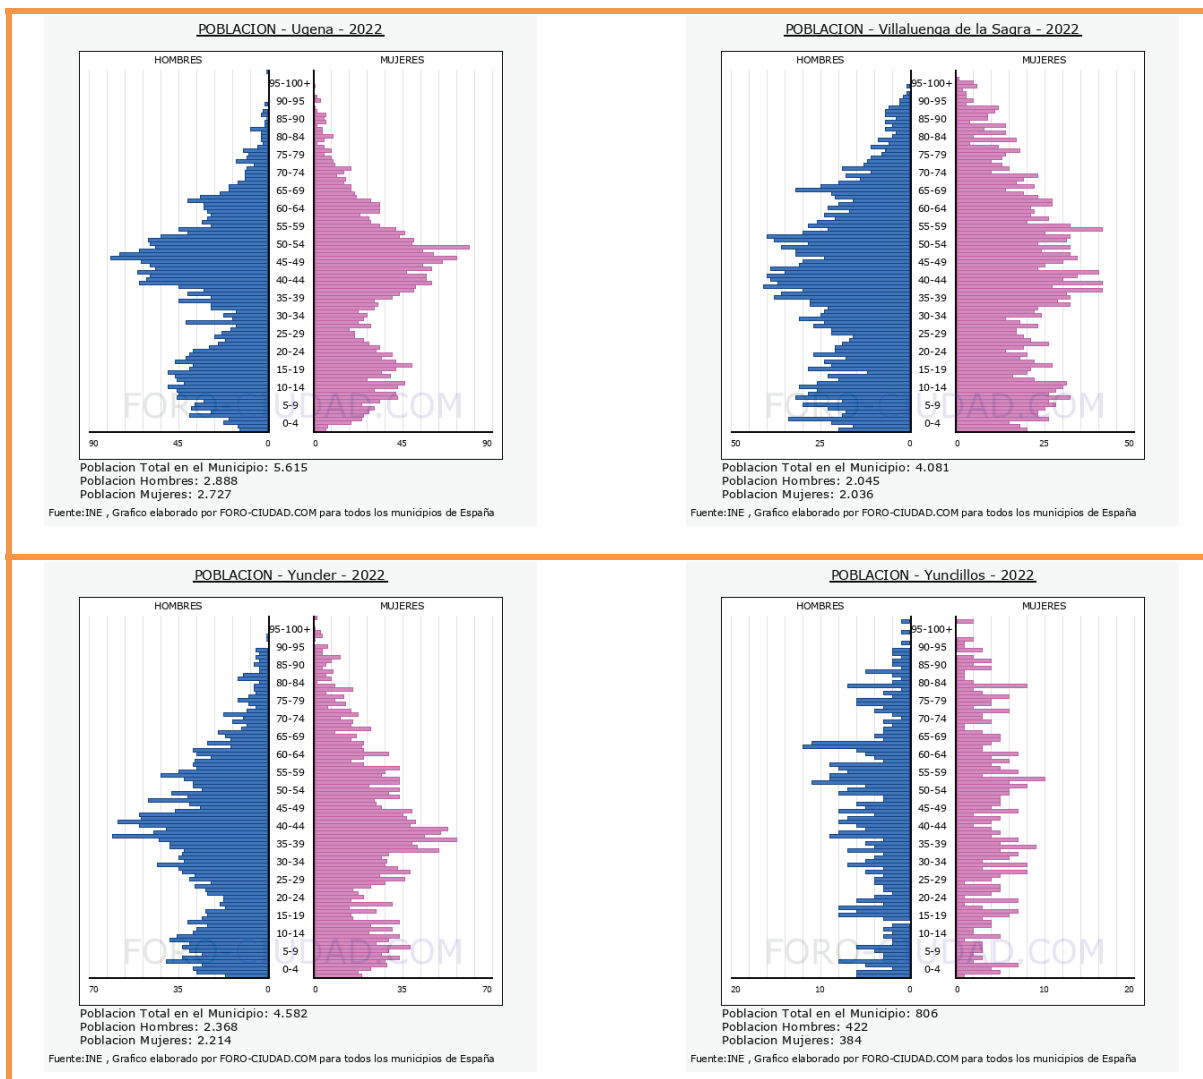 POBLACION - Ugena - 2022
HOMBRES MUJERES
95-100+
90-95
85-90
80-84
75-79
70-74
65-69
60-64
55-59
50-54
45-49
40-44
35-39
30-34
25-29
20-24
15-19
10-14
5-9
0-4
FORO-CIUDAD.COM
90 45 0 0 45 90
Poblacion Total en el Municipio: 5.615
Poblacion Hombres: 2.888
Poblacion Mujeres: 2.727
Fuente:INE , Grafico elaborado por FORO-CIUDAD.COM para todos los municipios de España
POBLACION - Villaluenga de la Sagra - 2022
HOMBRES MUJERES
95-100+
90-95
85-90
80-84
75-79
70-74
65-69
60-64
55-59
50-54
45-49
40-44
35-39
30-34
25-29
20-24
15-19
10-14
5-9
0-4
FORO-CIUDAD.COM
50 25 0 0 25 50
Poblacion Total en el Municipio: 4.081
Poblacion Hombres: 2.045
Poblacion Mujeres: 2.036
Fuente:INE , Grafico elaborado por FORO-CIUDAD.COM para todos los municipios de España
POBLACION - Yuncler - 2022
HOMBRES MUJERES
95-100+
90-95
85-90
80-84
75-79
70-74
65-69
60-64
55-59
50-54
45-49
40-44
35-39
30-34
25-29
20-24
15-19
10-14
5-9
0-4
FORO-CIUDAD.COM
70 35 0 0 35 70
Poblacion Total en el Municipio: 4.582
Poblacion Hombres: 2.368
Poblacion Mujeres: 2.214
Fuente:INE , Grafico elaborado por FORO-CIUDAD.COM para todos los municipios de España
POBLACION - Yunclillos - 2022
HOMBRES MUJERES
95-100+
90-95
85-90
80-84
75-79
70-74
65-69
60-64
55-59
50-54
45-49
40-44
35-39
30-34
25-29
20-24
15-19
10-14
5-9
0-4
FORO-CIUDAD.COM
20 10 0 0 10 20
Poblacion Total en el Municipio: 806
Poblacion Hombres: 422
Poblacion Mujeres: 384
Fuente:INE , Grafico elaborado por FORO-CIUDAD.COM para todos los municipios de España